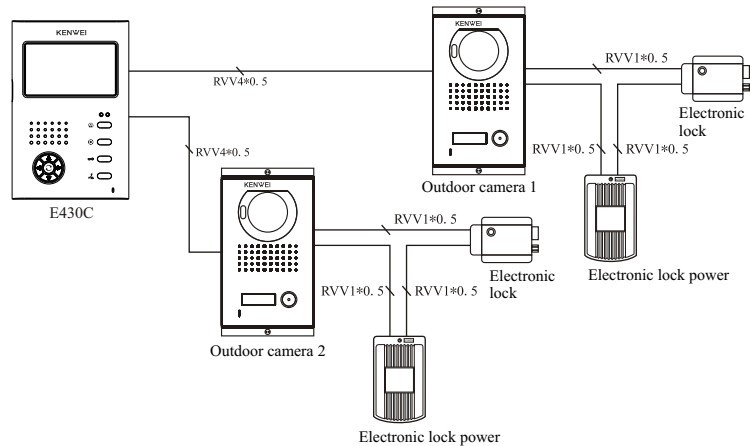 KENWEI
KENWEI
RVV1*0. 5
RVV4*0. 5
Electronic
lock
RVV1*0. 5
RVV1*0. 5
RVV4*0. 5
Outdoor camera 1
KENWEI
E430C
RVV1*0. 5
Electronic lock power
Electronic
lock
RVV1*0. 5
RVV1*0. 5
Outdoor camera 2
Electronic lock power